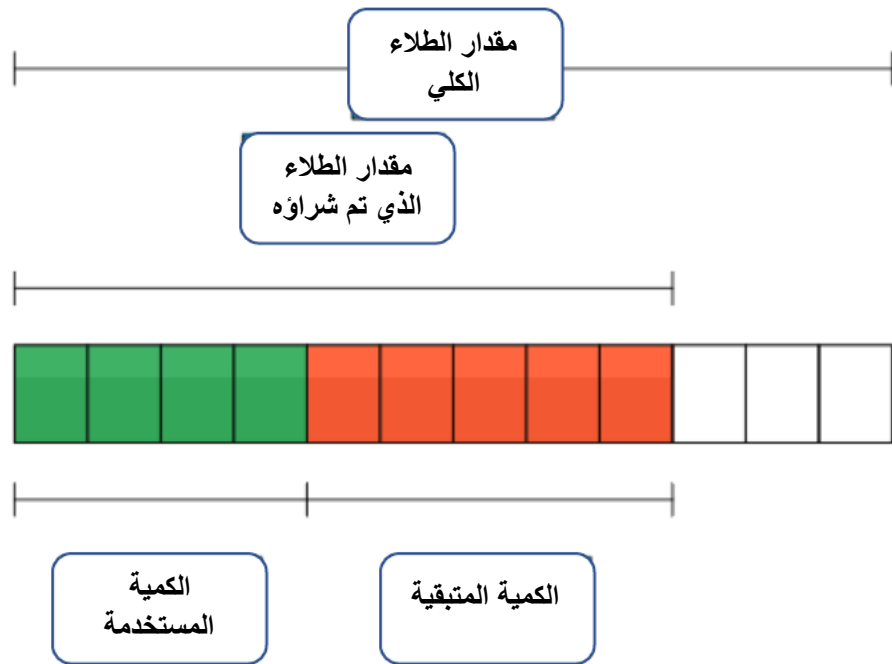 مقدار الطلاء
الكلي
مقدار الطلاء
الذي تم شراؤه
الكمية
المستخدمة
الكمية المتبقية